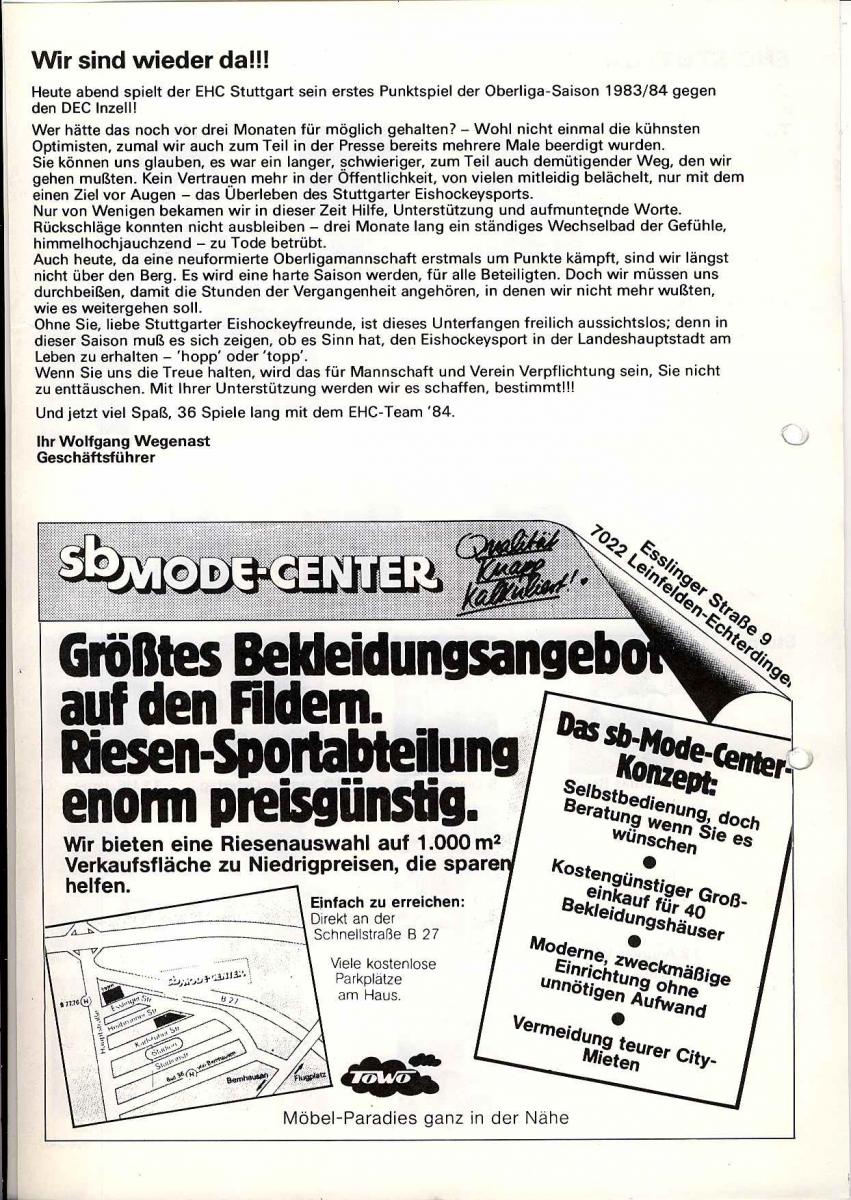 Wir sind wieder da!!!
Heute abend spielt der EHC Stuttgart sein erstes Punktspiel der Oberliga-Saison 1983/84 gegen
den DEC Inzell!
Wer hätte das noch vor drei Monaten für möglich gehalten? – Wohl nicht einmal die kühnsten
Optimisten, zumal wir auch zum Teil in der Presse bereits mehrere Male beerdigt wurden.
Sie können uns glauben, es war ein langer, schwieriger, zum Teil auch demütigender Weg, den wir
gehen mußten. Kein Vertrauen mehr in der Öffentlichkeit, von vielen mitleidig belächelt, nur mit dem
einen Ziel vor Augen – das Überleben des Stuttgarter Eishockeysports.
Nur von Wenigen bekamen wir in dieser Zeit Hilfe, Unterstützung und aufmunternde Worte.
Rückschläge konnten nicht ausbleiben – drei Monate lang ein ständiges Wechselbad der Gefühle,
himmelhochjauchzend – zu Tode betrübt.
Auch heute, da eine neuformierte Oberligamannschaft erstmals um Punkte kämpft, sind wir längst
nicht über den Berg. Es wird eine harte Saison werden, für alle Beteiligten. Doch wir müssen uns
durchbeißen, damit die Stunden der Vergangenheit angehören, in denen wir nicht mehr wußten,
wie es weitergehen soll.
Ohne Sie, liebe Stuttgarter Eishockeyfreunde, ist dieses Unterfangen freilich aussichtslos; denn in
dieser Saison muß es sich zeigen, ob es Sinn hat, den Eishockeysport in der Landeshauptstadt am
Leben zu erhalten – 'hopp' oder 'topp'.
Wenn Sie uns die Treue halten, wird das für Mannschaft und Verein Verpflichtung sein, Sie nicht
zu enttäuschen. Mit Ihrer Unterstützung werden wir es schaffen, bestimmt!!!
Und jetzt viel Spaß, 36 Spiele lang mit dem EHC-Team '84.
Ihr Wolfgang Wegenast
Geschäftsführer
sb MODE-CENTER
Qualität
Knapp
Kalkuliert!
Esslinger Straße 9
7022 Leinfelden-Echterdingen
Größtes Bekleidungsangebot
auf den Fildern.
Riesen-Sportabteilung
enorm preisgünstig.
Wir bieten eine Riesenauswahl auf 1.000 m²
Verkaufsfläche zu Niedrigpreisen, die sparen
helfen.
Das sb-Mode-Center-
Konzept:
Selbstbedienung, doch
Beratung wenn Sie es
wünschen
●
Kostengünstiger Groß-
einkauf für 40
Bekleidungshäuser
●
Moderne, zweckmäßige
Einrichtung ohne
unnötigen Aufwand
●
Vermeidung teurer City-
Mieten
Einfach zu erreichen:
Direkt an der
Schnellstraße B 27
Viele kostenlose
Parkplätze
am Haus.
sb MODE-CENTER
B 27
Hauptstraße
Esslinger Str
Karlsruher Str
Stadion
Stadionstr
von Bernhausen
Bernhausen
Flugplatz
ToWo
Möbel-Paradies ganz in der Nähe